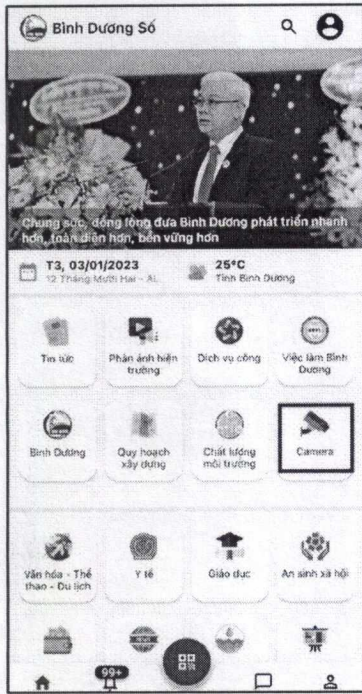 Bình Dương Số
Chung sức, đồng lòng đưa Bình Dương phát triển nhanh
hơn, toàn diện hơn, bền vững hơn
T3, 03/01/2023
12 Tháng Mười Hai - AL
25°C
Tỉnh Bình Dương
Tin tức
Phản ánh hiện
trường
Dịch vụ công
Việc làm Bình
Dương
Bình Dương
Quy hoạch
xây dựng
Chất lượng
môi trường
Camera
Văn hóa - Thể
thao - Du lịch
Y tế
Giáo dục
An sinh xã hội
99+